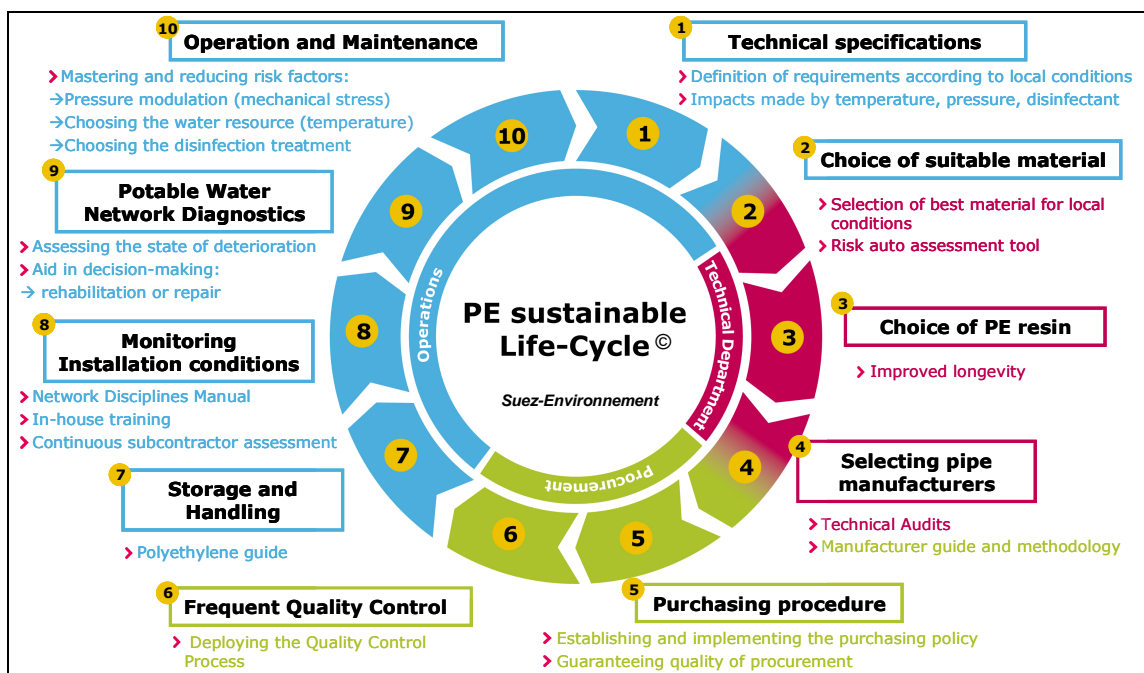 10
Operation and Maintenance
Mastering and reducing risk factors:
→Pressure modulation (mechanical stress)
→Choosing the water resource (temperature)
→Choosing the disinfection treatment
1
Technical specifications
Definition of requirements according to local conditions
Impacts made by temperature, pressure, disinfectant
2
Choice of suitable material
Selection of best material for local
conditions
Risk auto assessment tool
3
Choice of PE resin
Improved longevity
4
Selecting pipe
manufacturers
Technical Audits
Manufacturer guide and methodology
5
Purchasing procedure
Establishing and implementing the purchasing policy
Guaranteeing quality of procurement
6
Frequent Quality Control
Deploying the Quality Control
Process
7
Storage and
Handling
Polyethylene guide
8
Monitoring
Installation conditions
Network Disciplines Manual
In-house training
Continuous subcontractor assessment
9
Potable Water
Network Diagnostics
Assessing the state of deterioration
Aid in decision-making:
→ rehabilitation or repair
1
2
3
4
5
6
7
8
9
10
Operations
Technical Department
Procurement
PE sustainable
Life-Cycle ©
Suez-Environnement